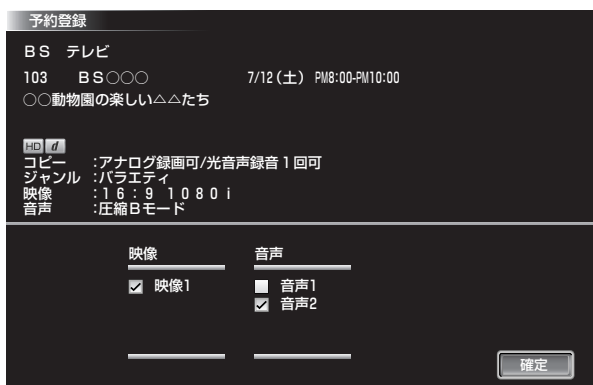 予約登録
BS テレビ
103 BS○○○ 7/12(土) PM8:00-PM10:00
○○動物園の楽しい△△たち
HD d
コピー :アナログ録画可/光音声録音1回可
ジャンル :バラエティ
映像 :16:9 1080i
音声 :圧縮Bモード
映像 音声
映像1 音声1
音声2
確定